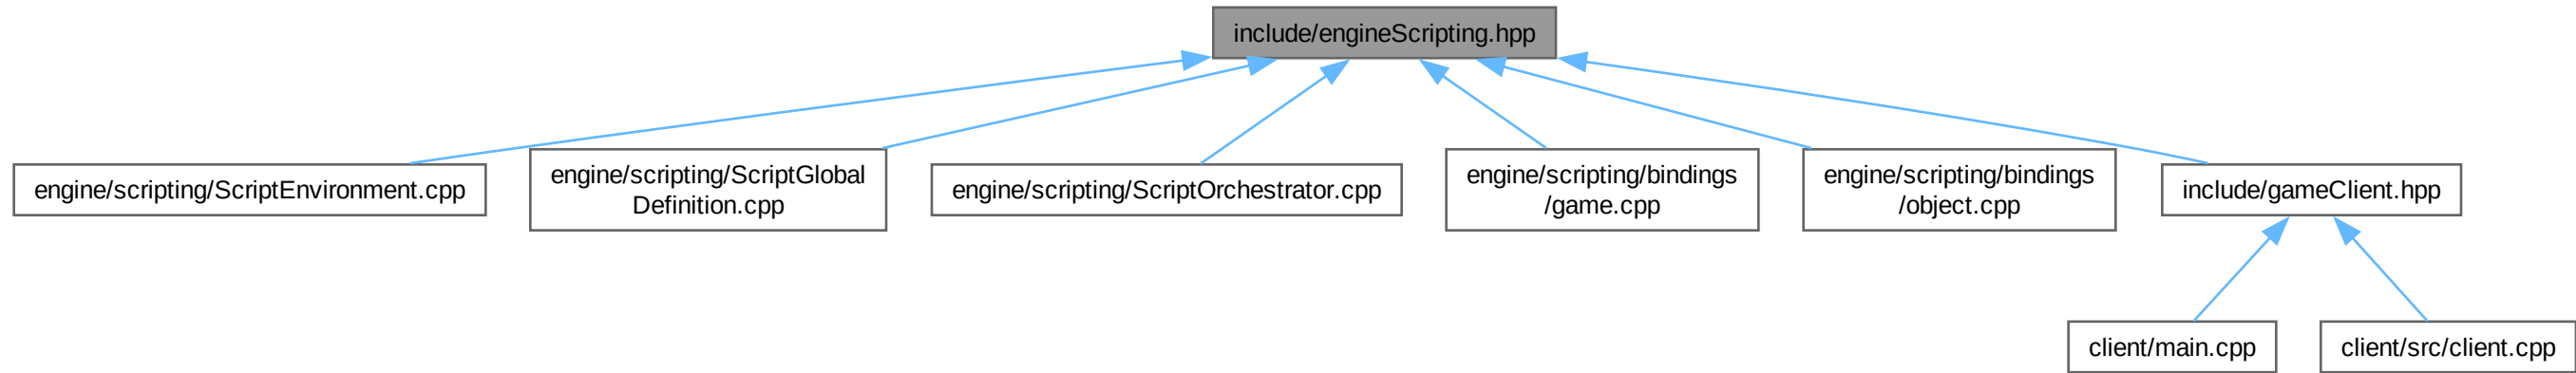 include/engineScripting.hpp
engine/scripting/ScriptEnvironment.cpp
engine/scripting/ScriptGlobal
Definition.cpp
engine/scripting/ScriptOrchestrator.cpp
engine/scripting/bindings
/game.cpp
engine/scripting/bindings
/object.cpp
include/gameClient.hpp
client/main.cpp
client/src/client.cpp